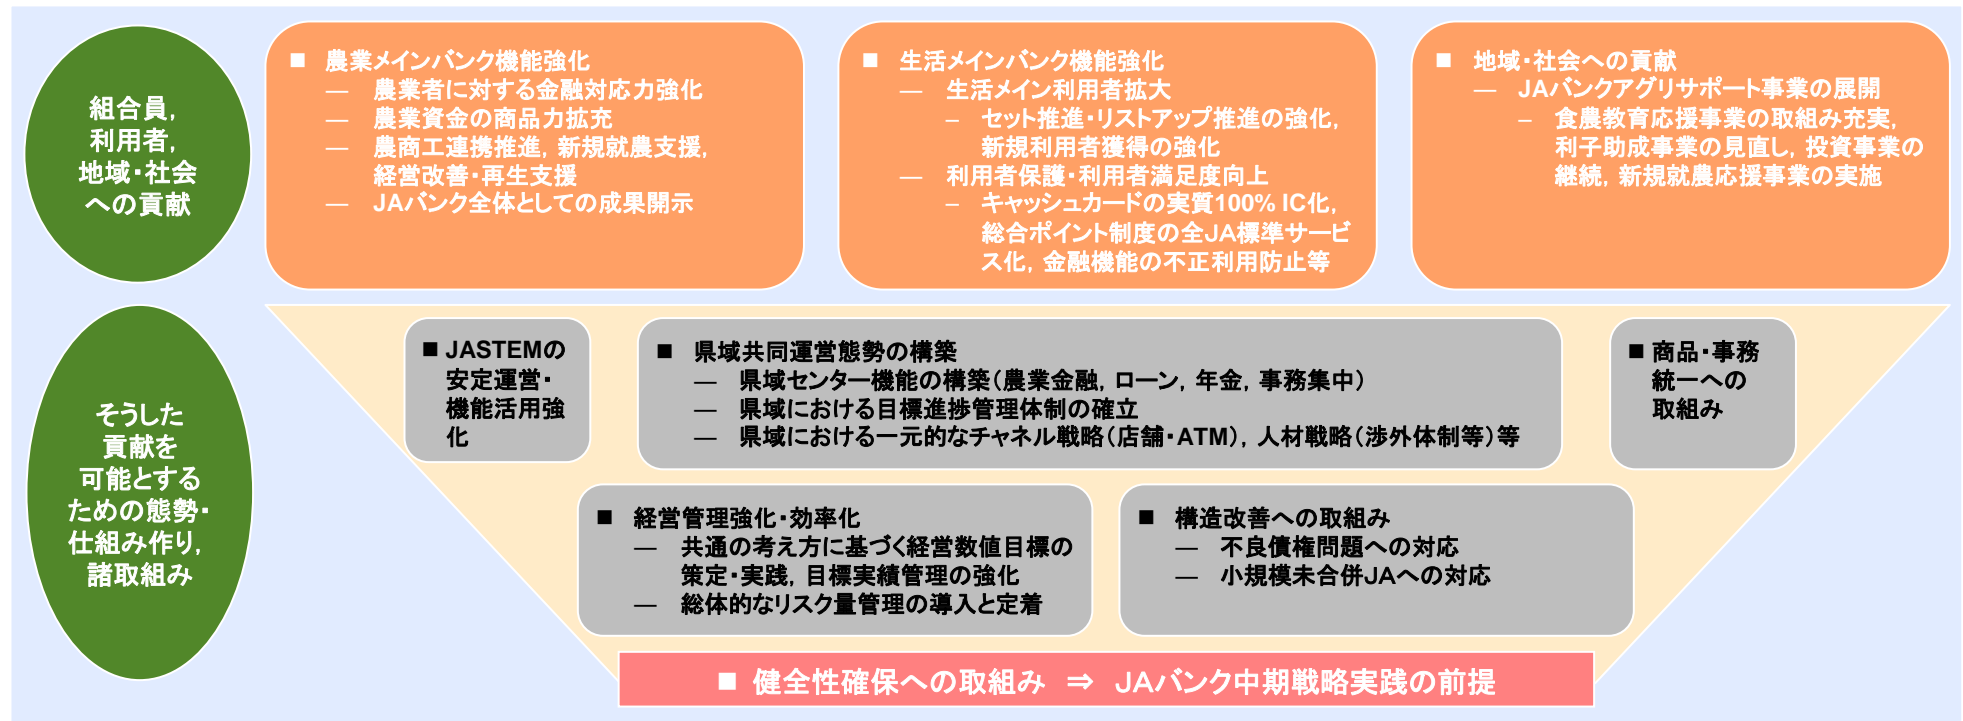 組合員,
利用者,
地域・社会
への貢献
■ 農業メインバンク機能強化
― 農業者に対する金融対応力強化
― 農業資金の商品力拡充
― 農商工連携推進, 新規就農支援,
経営改善・再生支援
― JAバンク全体としての成果開示
■ 生活メインバンク機能強化
― 生活メイン利用者拡大
– セット推進・リストアップ推進の強化,
新規利用者獲得の強化
― 利用者保護・利用者満足度向上
– キャッシュカードの実質100% IC化,
総合ポイント制度の全JA標準サービ
ス化, 金融機能の不正利用防止等
■ 地域・社会への貢献
― JAバンクアグリサポート事業の展開
– 食農教育応援事業の取組み充実,
利子助成事業の見直し, 投資事業の
継続, 新規就農応援事業の実施
そうした
貢献を
可能とする
ための態勢・
仕組み作り,
諸取組み
■ JASTEMの
安定運営・
機能活用強
化
■ 県域共同運営態勢の構築
― 県域センター機能の構築(農業金融, ローン, 年金, 事務集中)
― 県域における目標進捗管理体制の確立
― 県域における一元的なチャネル戦略(店舗・ATM), 人材戦略(渉外体制等)等
■ 商品・事務
統一への
取組み
■ 経営管理強化・効率化
― 共通の考え方に基づく経営数値目標の
策定・実践, 目標実績管理の強化
― 総体的なリスク量管理の導入と定着
■ 構造改善への取組み
― 不良債権問題への対応
― 小規模未合併JAへの対応
■ 健全性確保への取組み ⇒ JAバンク中期戦略実践の前提